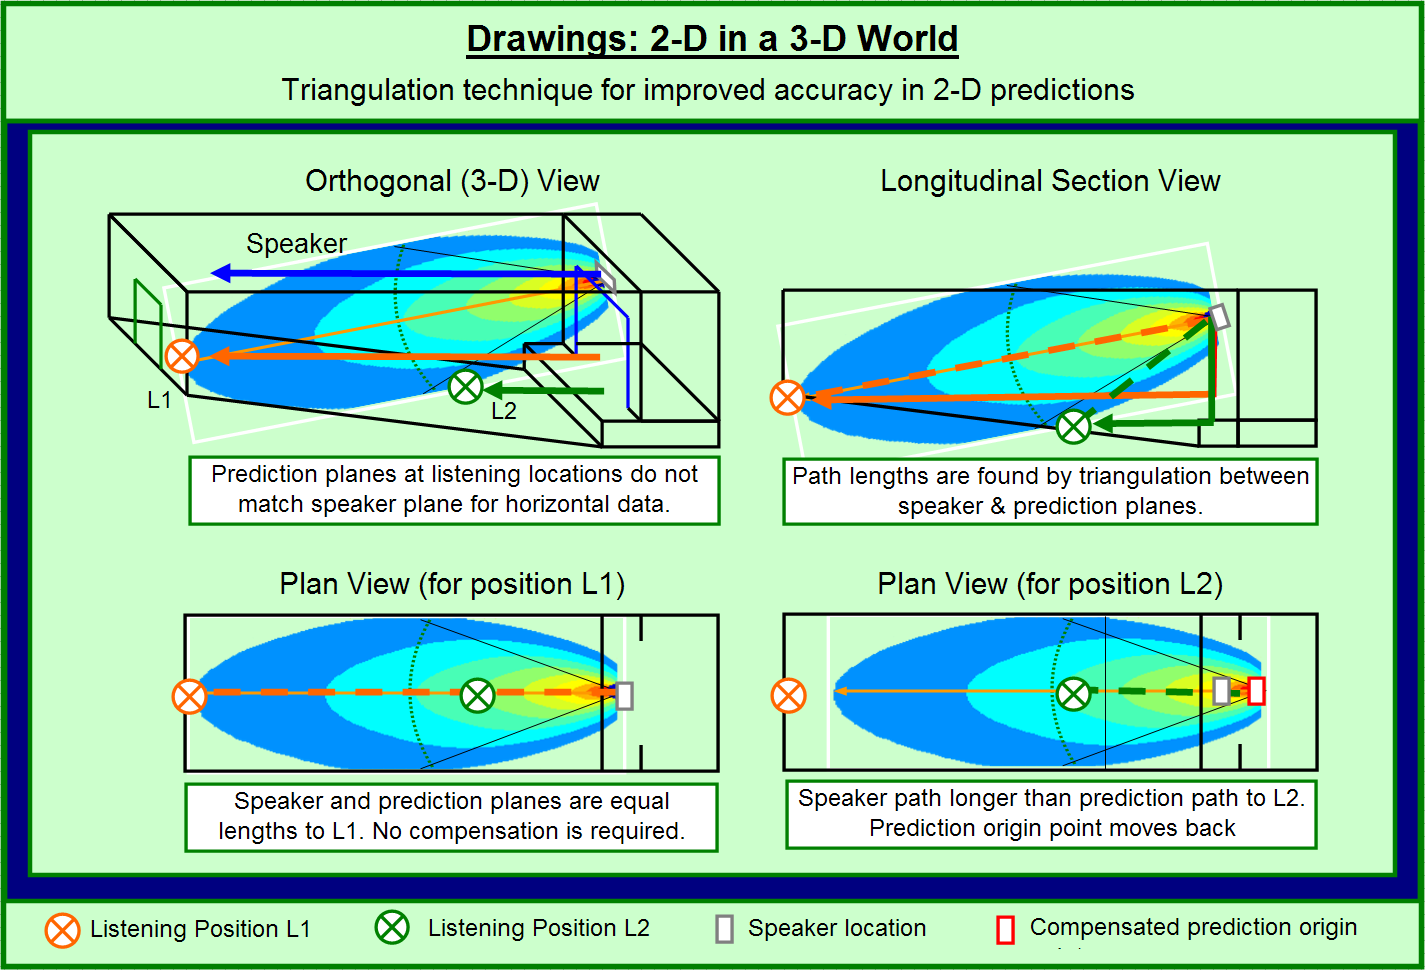 Drawings: 2-D in a 3-D World
Triangulation technique for improved accuracy in 2-D predictions
Orthogonal (3-D) View
Longitudinal Section View
Speaker
L1
L2
Prediction planes at listening locations do not
match speaker plane for horizontal data.
Path lengths are found by triangulation between
speaker & prediction planes.
Plan View (for position L1)
Plan View (for position L2)
Speaker and prediction planes are equal
lengths to L1. No compensation is required.
Speaker path longer than prediction path to L2.
Prediction origin point moves back
Listening Position L1
Listening Position L2
Speaker location
Compensated prediction origin